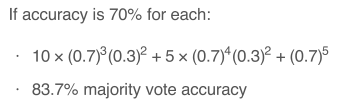 If accuracy is 70% for each:
· 10 × (0.7)³(0.3)² + 5 × (0.7)⁴(0.3)² + (0.7)⁵
· 83.7% majority vote accuracy